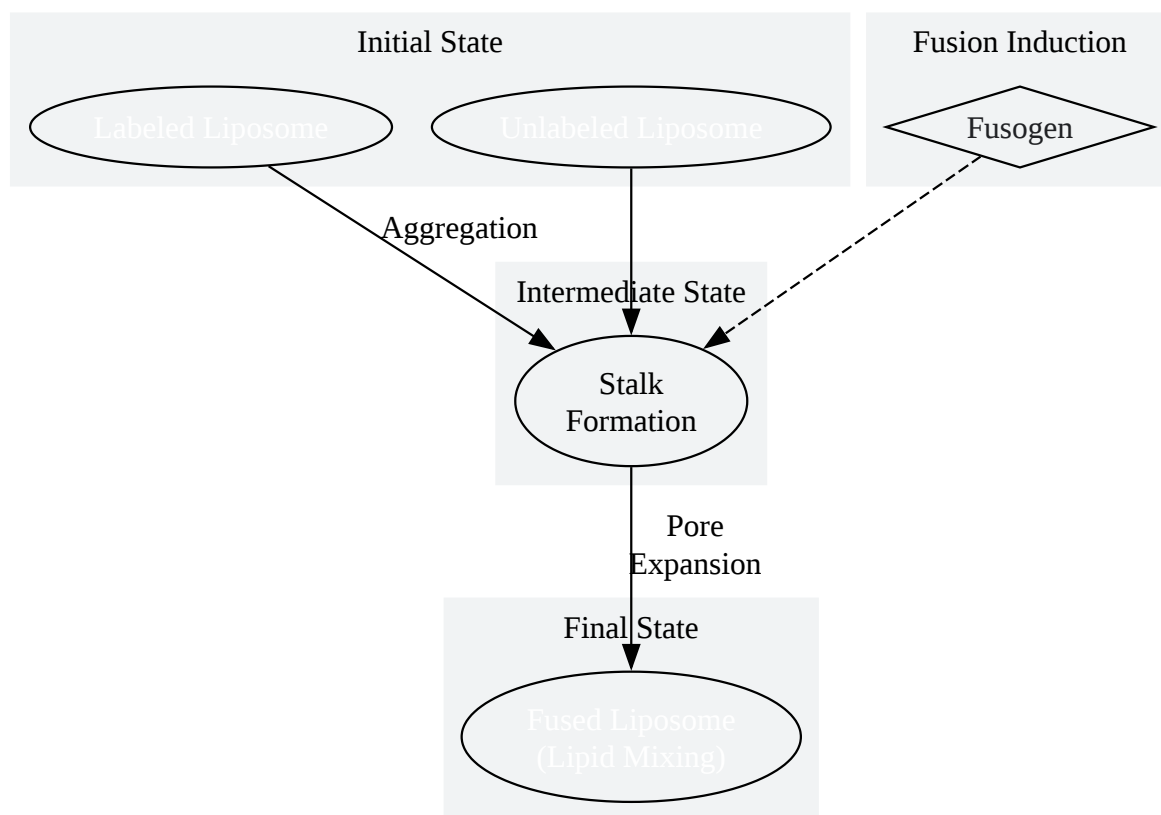 Initial State
Fusion Induction
Labeled Liposome
Unlabeled Liposome
Fusogen
Aggregation
Intermediate State
Stalk
Formation
Pore
Expansion
Final State
Fused Liposome
(Lipid Mixing)